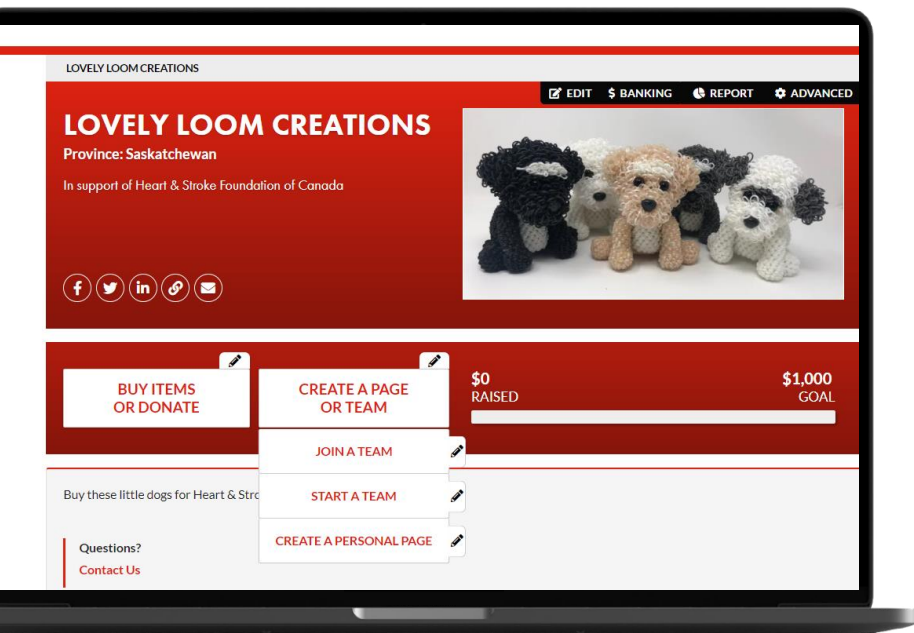 LOVELY LOOM CREATIONS
EDIT $ BANKING REPORT ADVANCED
LOVELY LOOM CREATIONS
Province: Saskatchewan
In support of Heart & Stroke Foundation of Canada
in
BUY ITEMS
OR DONATE
CREATE A PAGE
OR TEAM
$0
RAISED
$1,000
GOAL
JOIN A TEAM
START A TEAM
CREATE A PERSONAL PAGE
Buy these little dogs for Heart &
Questions?
Contact Us